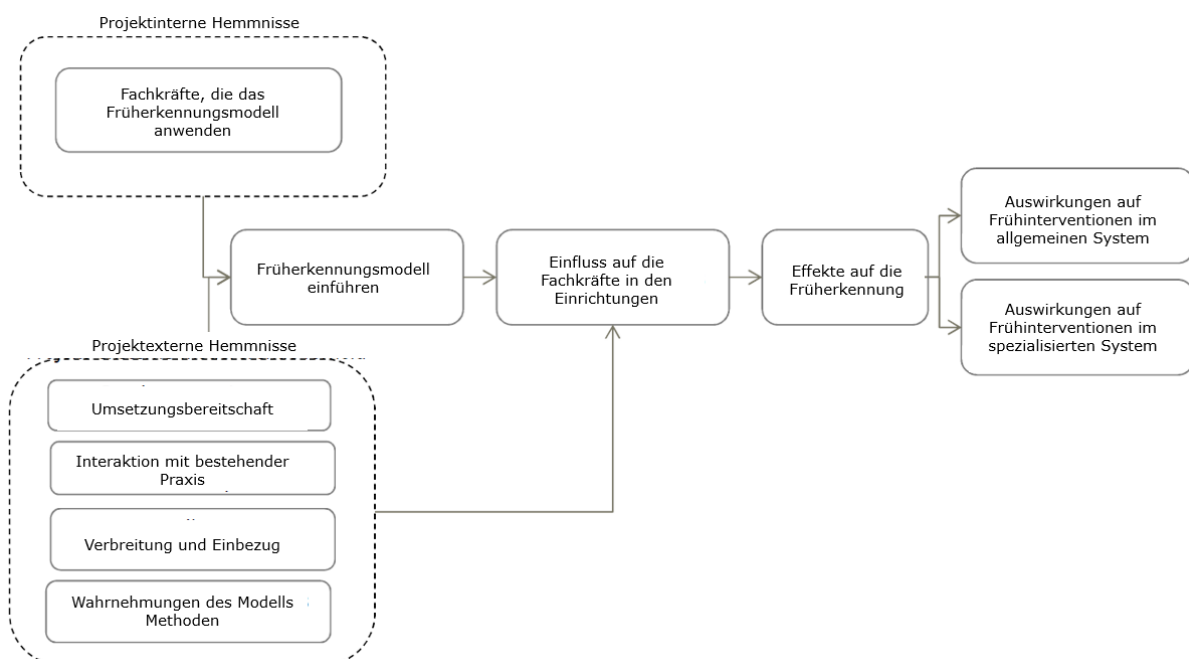 Projektinterne Hemmnisse
Fachkräfte, die das
Früherkennungsmodell
anwenden
Früherkennungsmodell
einführen
Einfluss auf die
Fachkräfte in den
Einrichtungen
Effekte auf die
Früherkennung
Auswirkungen auf
Frühinterventionen im
allgemeinen System
Auswirkungen auf
Frühinterventionen im
spezialisierten System
Projektexterne Hemmnisse
Umsetzungsbereitschaft
Interaktion mit bestehender
Praxis
Verbreitung und Einbezug
Wahrnehmungen des Modells
Methoden